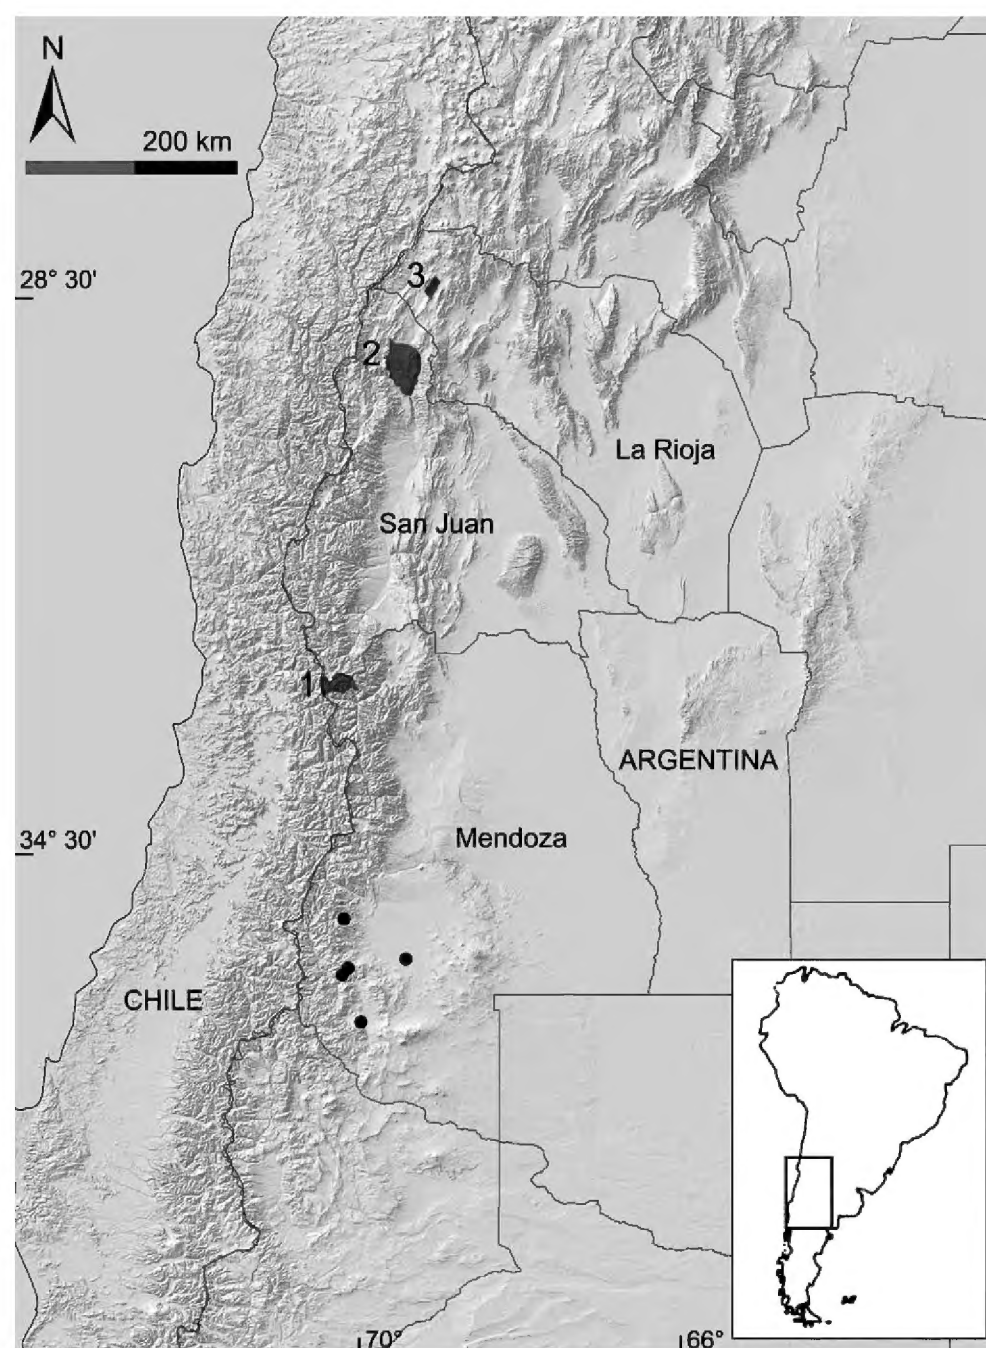 N
200 km
28° 30'
3
2
La Rioja
San Juan
1
ARGENTINA
Mendoza
34° 30'
CHILE
70°
66°